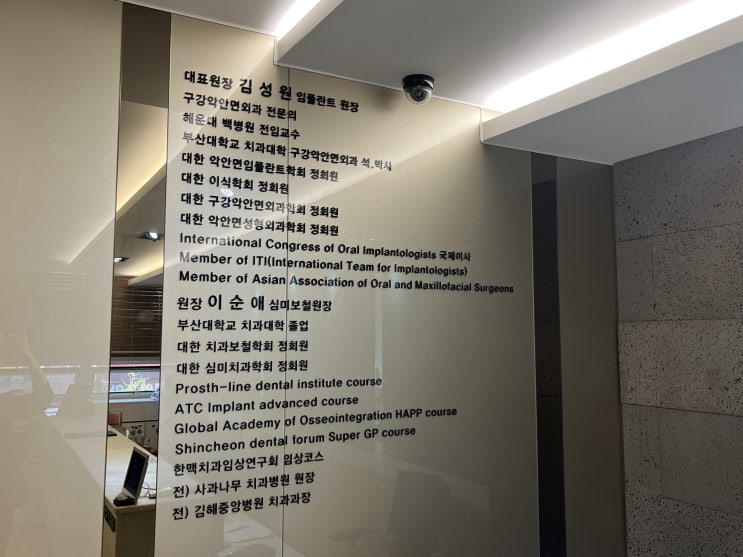 대표원장 김성원 임플란트 원장
구강악안면외과 전문의
해운대 백병원 전임교수
부산대학교 치과대학 구강악안면외과 석,박사
대한 악안면임플란트학회 정회원
대한 이식학회 정회원
대한 구강악안면외과학회 정회원
대한 악안면성형외과학회 정회원
International Congress of Oral Implantologists 국제이사
Member of ITI(International Team for Implantologists)
Member of Asian Association of Oral and Maxillofacial Surgeons
원장 이순애 심미보철원장
부산대학교 치과대학 졸업
대한 치과보철학회 정회원
대한 심미치과학회 정회원
Prosth-line dental institute course
ATC Implant advanced course
Global Academy of Osseointegration HAPP course
Shincheon dental forum Super GP course
한맥치과임상연구회 임상코스
전) 사과나무 치과병원 원장
전) 김해중앙병원 치과과장